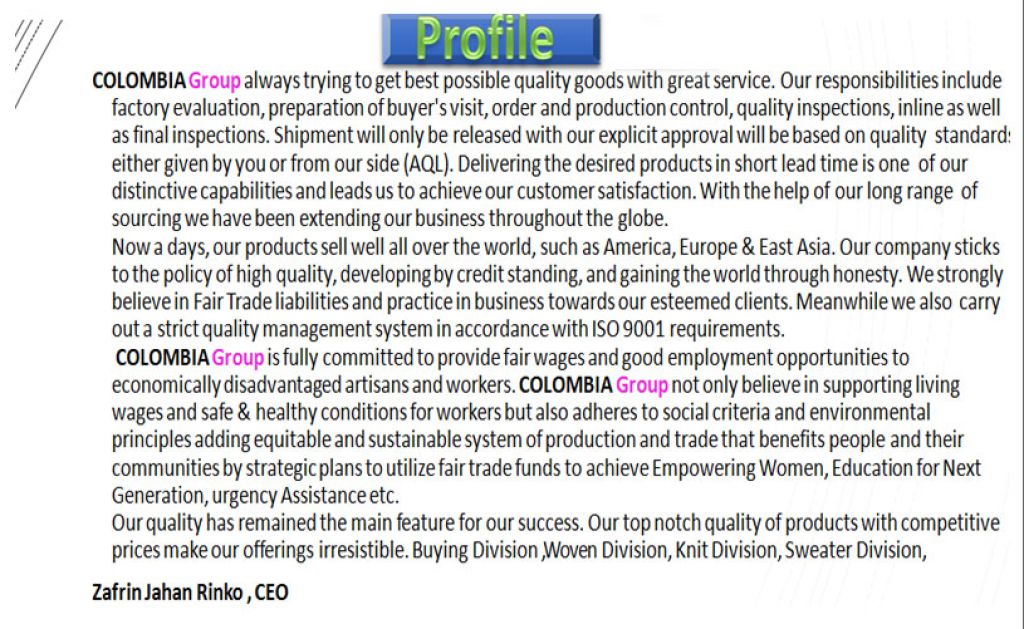 Profile
COLOMBIA Group always trying to get best possible quality goods with great service. Our responsibilities include
factory evaluation, preparation of buyer's visit, order and production control, quality inspections, inline as well
as final inspections. Shipment will only be released with our explicit approval will be based on quality standards
either given by you or from our side (AQL). Delivering the desired products in short lead time is one of our
distinctive capabilities and leads us to achieve our customer satisfaction. With the help of our long range of
sourcing we have been extending our business throughout the globe.
Now a days, our products sell well all over the world, such as America, Europe & East Asia. Our company sticks
to the policy of high quality, developing by credit standing, and gaining the world through honesty. We strongly
believe in Fair Trade liabilities and practice in business towards our esteemed clients. Meanwhile we also carry
out a strict quality management system in accordance with ISO 9001 requirements.
COLOMBIA Group is fully committed to provide fair wages and good employment opportunities to
economically disadvantaged artisans and workers. COLOMBIA Group not only believe in supporting living
wages and safe & healthy conditions for workers but also adheres to social criteria and environmental
principles adding equitable and sustainable system of production and trade that benefits people and their
communities by strategic plans to utilize fair trade funds to achieve Empowering Women, Education for Next
Generation, urgency Assistance etc.
Our quality has remained the main feature for our success. Our top notch quality of products with competitive
prices make our offerings irresistible. Buying Division ,Woven Division, Knit Division, Sweater Division,
Zafrin Jahan Rinko , CEO